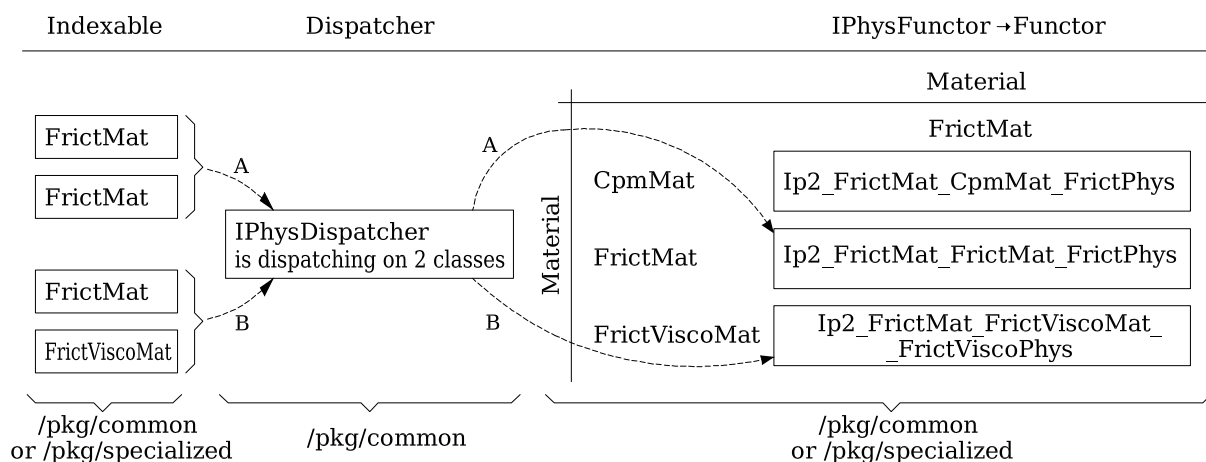 Indexable
Dispatcher
IPhysFunctor → Functor
Material
FrictMat
FrictMat
FrictMat
A
IPhysDispatcher
is dispatching on 2 classes
FrictMat
FrictViscoMat
B
A
B
Material
CpmMat
Ip2_FrictMat_CpmMat_FrictPhys
FrictMat
Ip2_FrictMat_FrictMat_FrictPhys
FrictViscoMat
Ip2_FrictMat_FrictViscoMat_
_FrictViscoPhys
/pkg/common
or /pkg/specialized
/pkg/common
/pkg/common
or /pkg/specialized